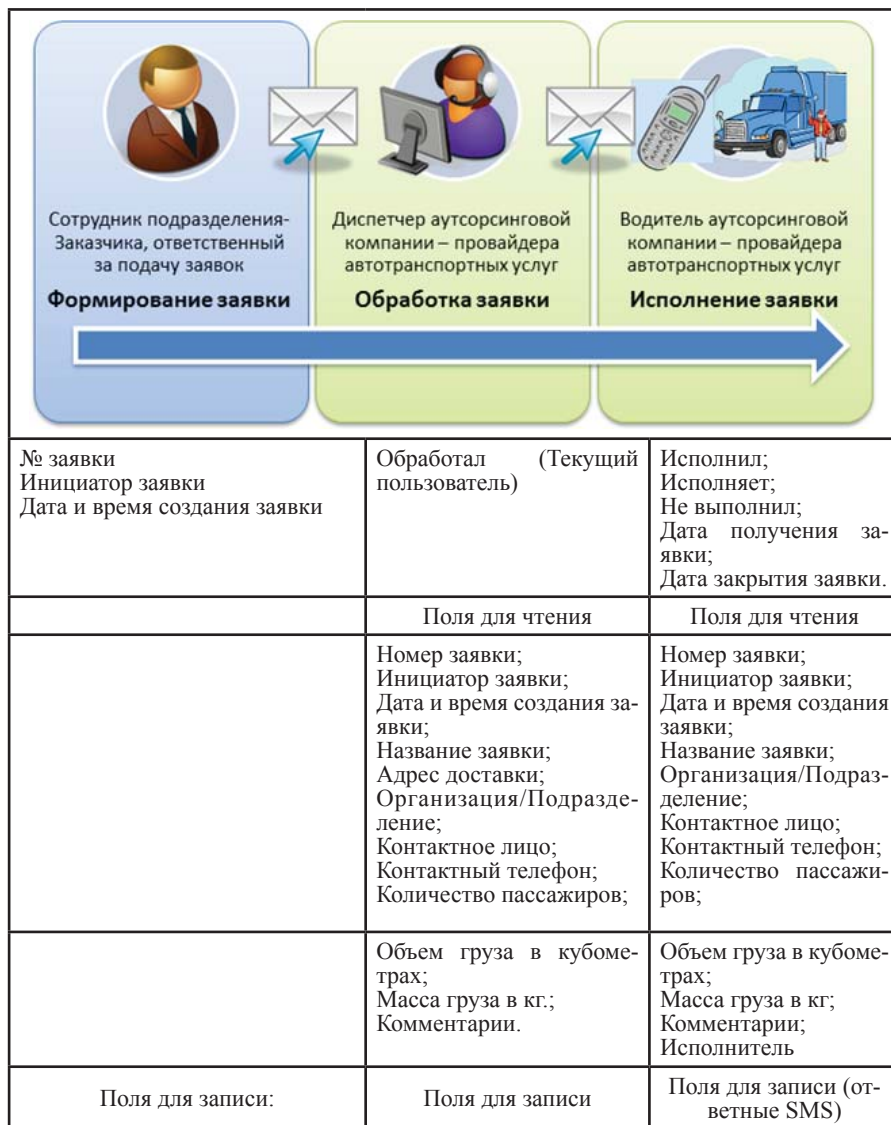 Сотрудник подразделения-
Заказчика, ответственный
за подачу заявок
Формирование заявки
Диспетчер аутсорсинговой
компании – провайдера
автотранспортных услуг
Обработка заявки
Водитель аутсорсинговой
компании – провайдера
автотранспортных услуг
Исполнение заявки
№ заявки
Инициатор заявки
Дата и время создания заявки
Обработал (Текущий
пользователь)
Исполнил;
Исполняет;
Не выполнил;
Дата получения за-
явки;
Дата закрытия заявки.
Поля для чтения
Поля для чтения
Номер заявки;
Инициатор заявки;
Дата и время создания за-
явки;
Название заявки;
Адрес доставки;
Организация/Подразде-
ление;
Контактное лицо;
Контактный телефон;
Количество пассажиров;
Номер заявки;
Инициатор заявки;
Дата и время создания
заявки;
Название заявки;
Организация/Подраз-
деление;
Контактное лицо;
Контактный телефон;
Количество пассажи-
ров;
Объем груза в кубоме-
трах;
Масса груза в кг.;
Комментарии.
Объем груза в кубоме-
трах;
Масса груза в кг;
Комментарии;
Исполнитель
Поля для записи:
Поля для записи
Поля для записи (от-
ветные SMS)